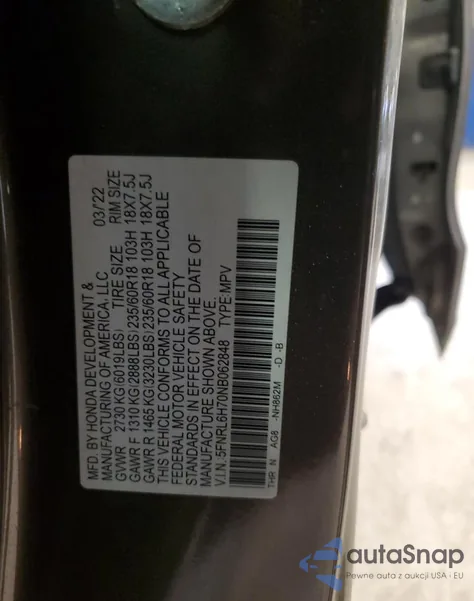 MFD. BY HONDA DEVELOPMENT &
MANUFACTURING OF AMERICA, LLC 03/22
GVWR 2730 KG(6019LBS) TIRE SIZE RIM SIZE
GAWR F 1310 KG(2888LBS)235/60R18 103H 18X7.5J
GAWR R 1465 KG(3230LBS)235/60R18 103H 18X7.5J
THIS VEHICLE CONFORMS TO ALL APPLICABLE
FEDERAL MOTOR VEHICLE SAFETY
STANDARDS IN EFFECT ON THE DATE OF
MANUFACTURE SHOWN ABOVE.
V.I.N.:5FNRL6H70NB062848 TYPE:MPV
THR N AG8 -NH862M -D -B
autaSnap
Pewne auta z aukcji USA - EU